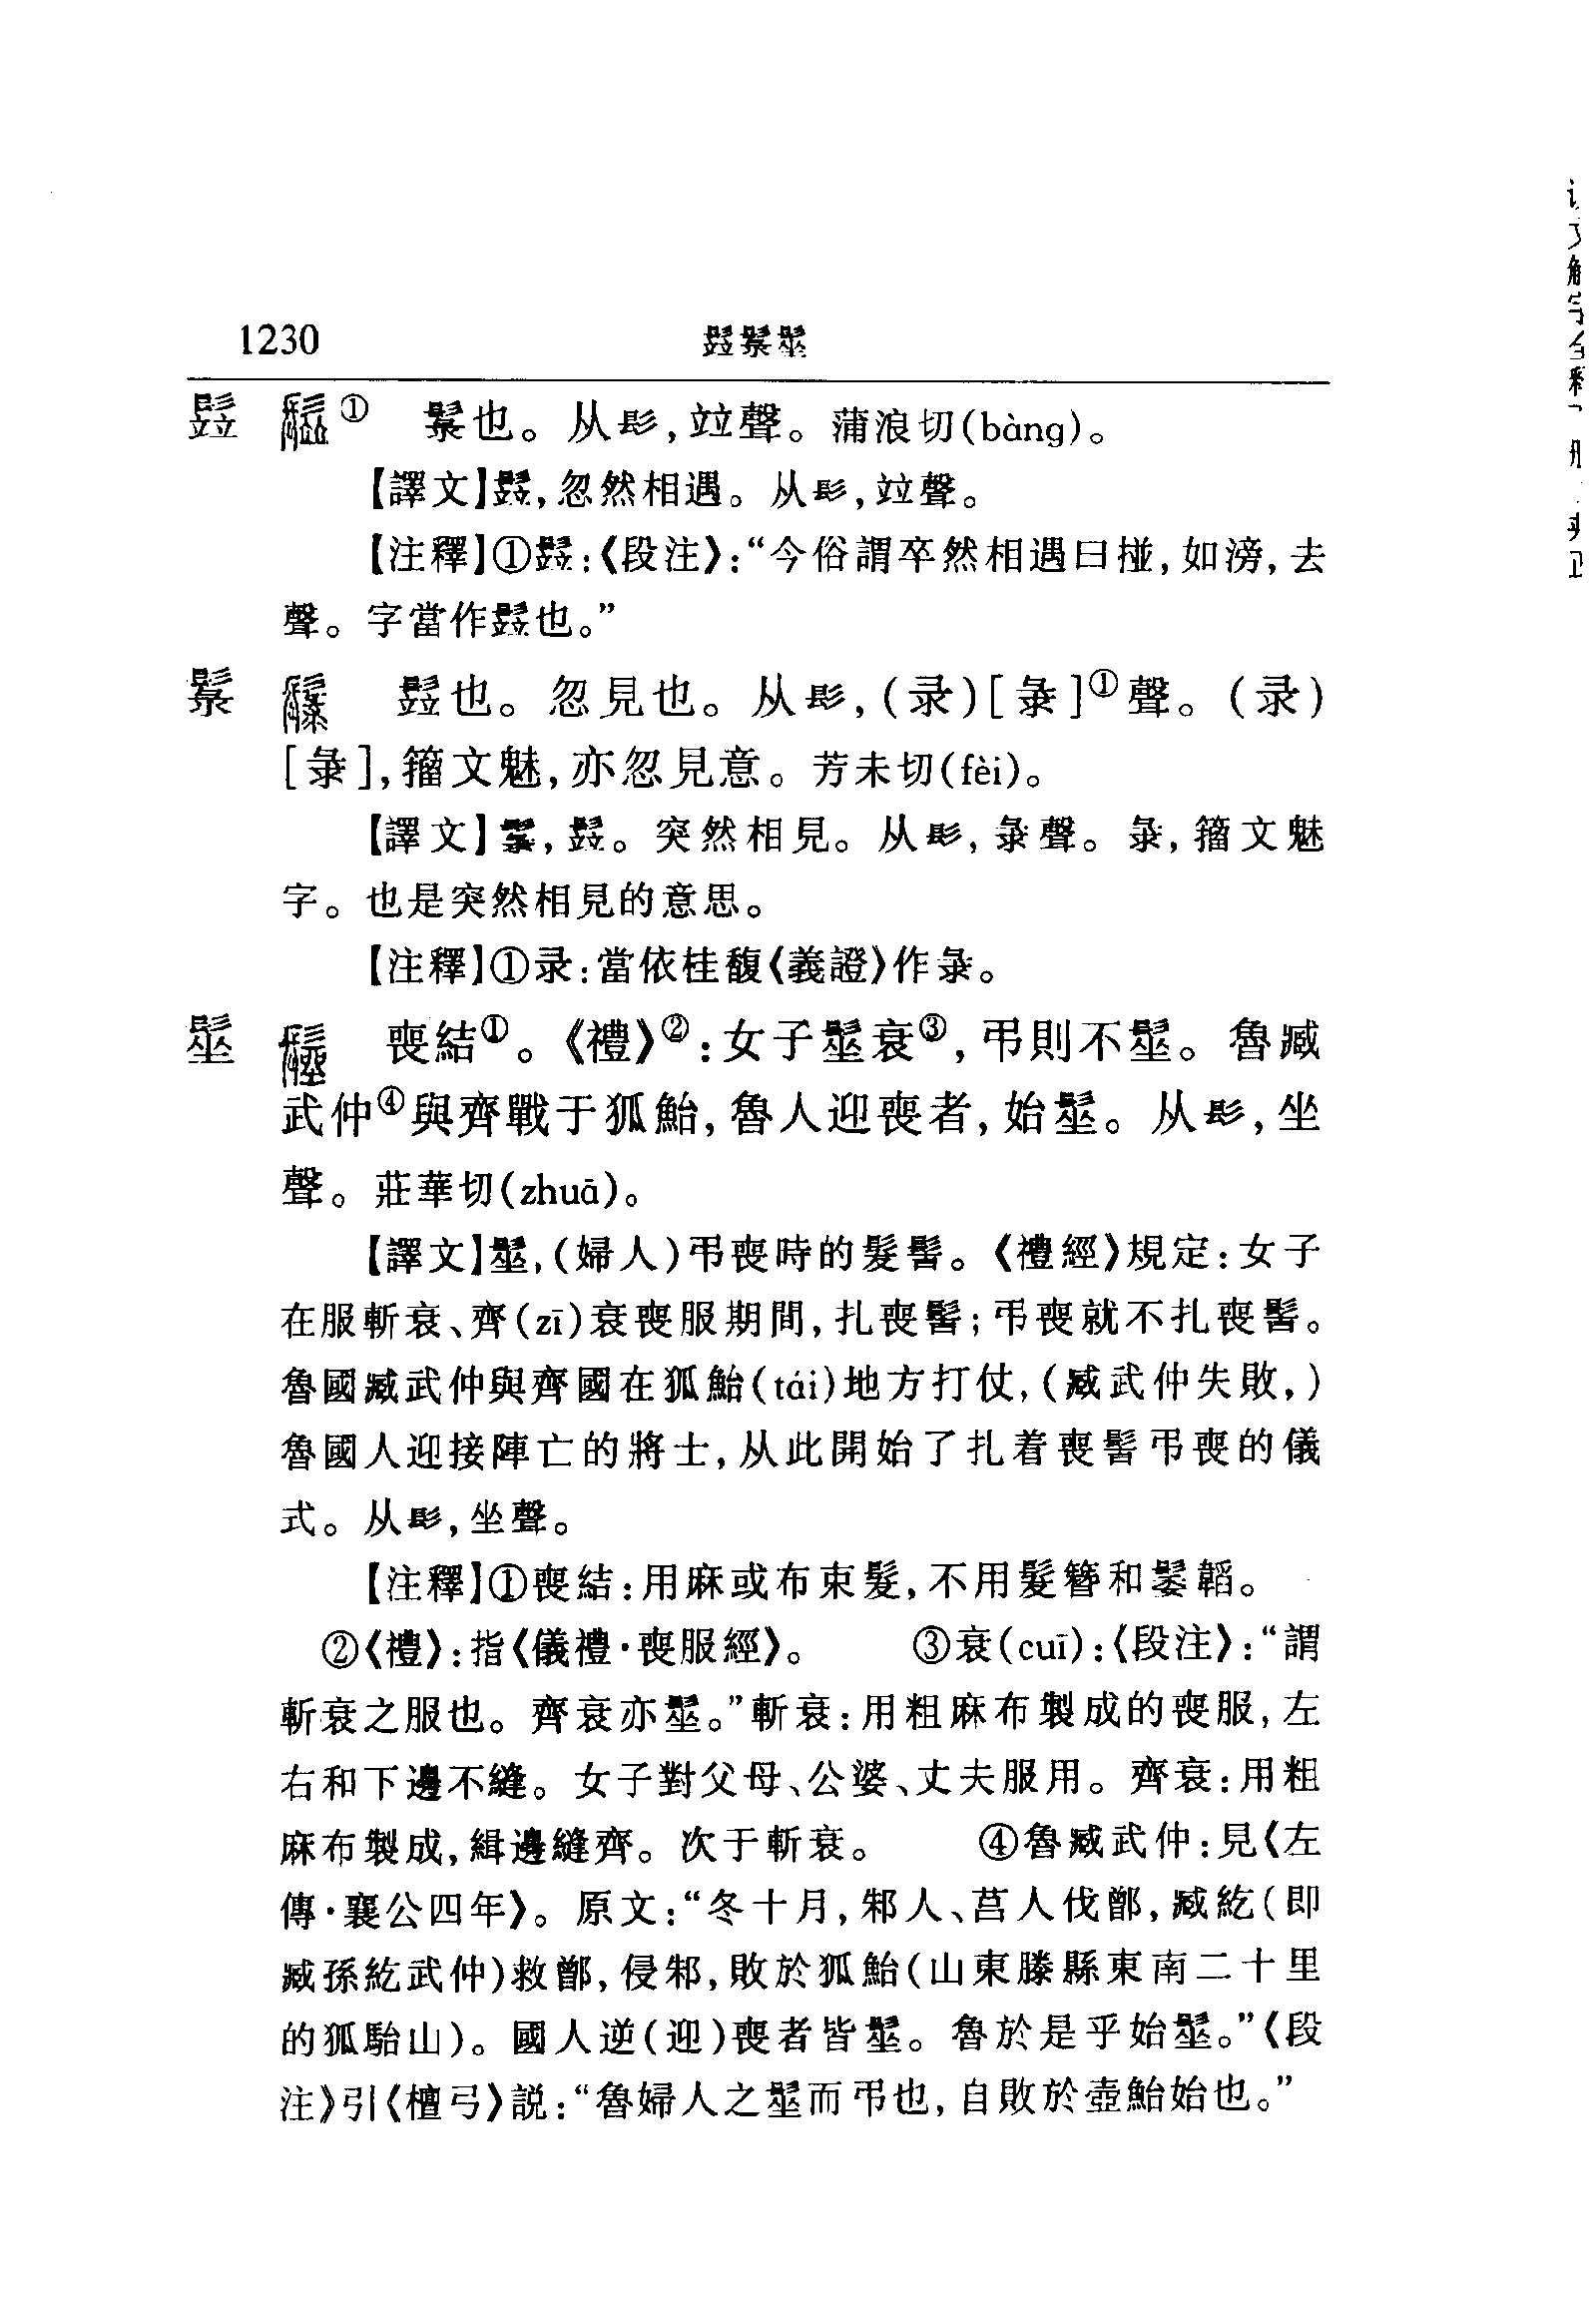 1230
䯺䰃髽
䯺 ① 䰃也。从髟,竝聲。蒲浪切(bàng)。
【譯文】䯺,忽然相遇。从髟,竝聲。
【注釋】①䯺:《段注》:“今俗謂卒然相遇曰掽,如滂,去
聲。字當作䯺也。”
䰃 䯺也。忽見也。从髟,(录)[彔]①聲。(录)
[彔],籀文魅,亦忽見意。芳未切(fèi)。
【譯文】䰃,䯺。突然相見。从髟,彔聲。彔,籀文魅
字。也是突然相見的意思。
【注釋】①录:當依桂馥《義證》作彔。
髽 喪結①。《禮》②:女子髽衰③,弔則不髽。魯臧
武仲④與齊戰于狐鮐,魯人迎喪者,始髽。从髟,坐
聲。莊華切(zhuā)。
【譯文】髽,(婦人)弔喪時的髮髻。《禮經》規定:女子
在服斬衰、齊(zī)衰喪服期間,扎喪髻;弔喪就不扎喪髻。
魯國臧武仲與齊國在狐鮐(tái)地方打仗,(臧武仲失敗,)
魯國人迎接陣亡的將士,从此開始了扎着喪髻弔喪的儀
式。从髟,坐聲。
【注釋】①喪結:用麻或布束髮,不用髮簪和鬟韜。
②《禮》:指《儀禮·喪服經》。 ③衰(cuī):《段注》:“謂
斬衰之服也。齊衰亦髽。”斬衰:用粗麻布製成的喪服,左
右和下邊不縫。女子對父母、公婆、丈夫服用。齊衰:用粗
麻布製成,緝邊縫齊。次于斬衰。 ④魯臧武仲:見《左
傳·襄公四年》。原文:“冬十月,邾人、莒人伐鄫,臧紇(即
臧孫紇武仲)救鄫,侵邾,敗於狐鮐(山東滕縣東南二十里
的狐駘山)。國人逆(迎)喪者皆髽。魯於是乎始髽。”《段
注》引《檀弓》説:“魯婦人之髽而弔也,自敗於壺鮐始也。”